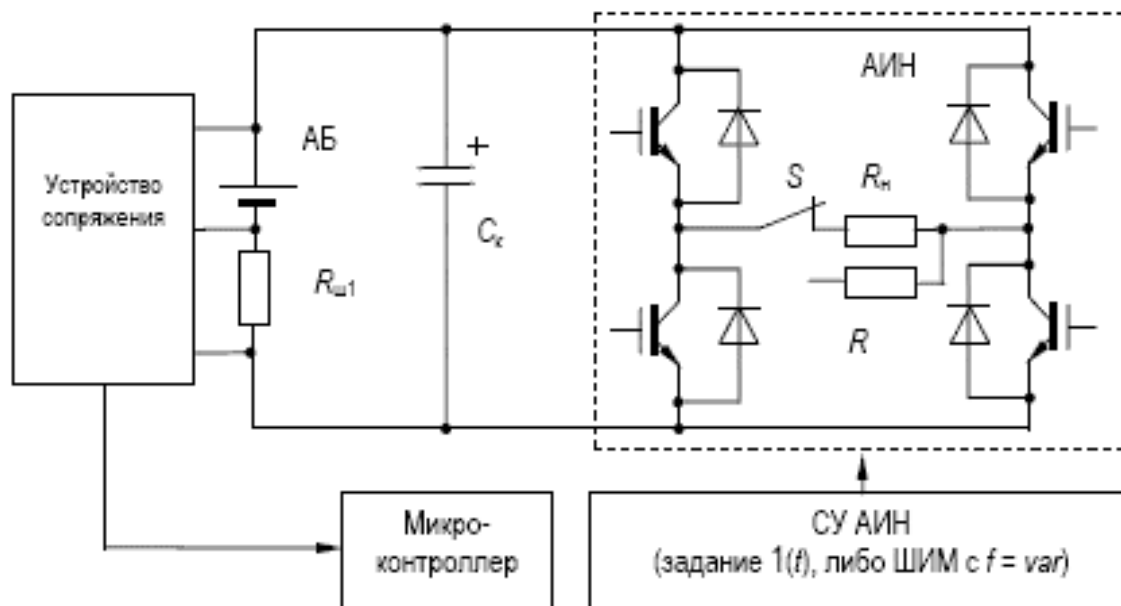 Устройство
сопряжения
АБ
Rш1
+
Cк
АИН
S
Rн
R
Микро-
контроллер
СУ АИН
(задание 1(t), либо ШИМ с f = var)